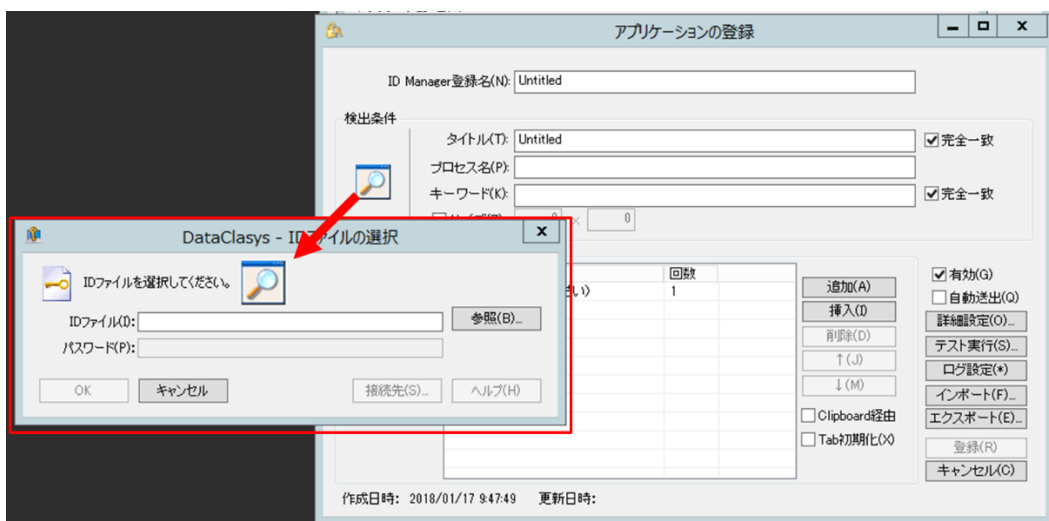 アプリケーションの登録
ID Manager登録名(N): Untitled
検出条件
タイトル(T): Untitled
完全一致
プロセス名(P):
キーワード(K):
完全一致
0 × 0
DataClasys - IDファイルの選択
IDファイルを選択してください。
IDファイル(I):
参照(B)...
パスワード(P):
OK
キャンセル
接続先(S)...
ヘルプ(H)
回数
さい)
1
追加(A)
挿入(I)
削除(D)
↑(J)
↓(M)
Clipboard経由
Tab初期化(X)
有効(G)
自動送出(Q)
詳細設定(O)...
テスト実行(S)...
ログ設定(*)
インポート(F)...
エクスポート(E)...
登録(R)
キャンセル(C)
作成日時: 2018/01/17 9:47:49 更新日時: